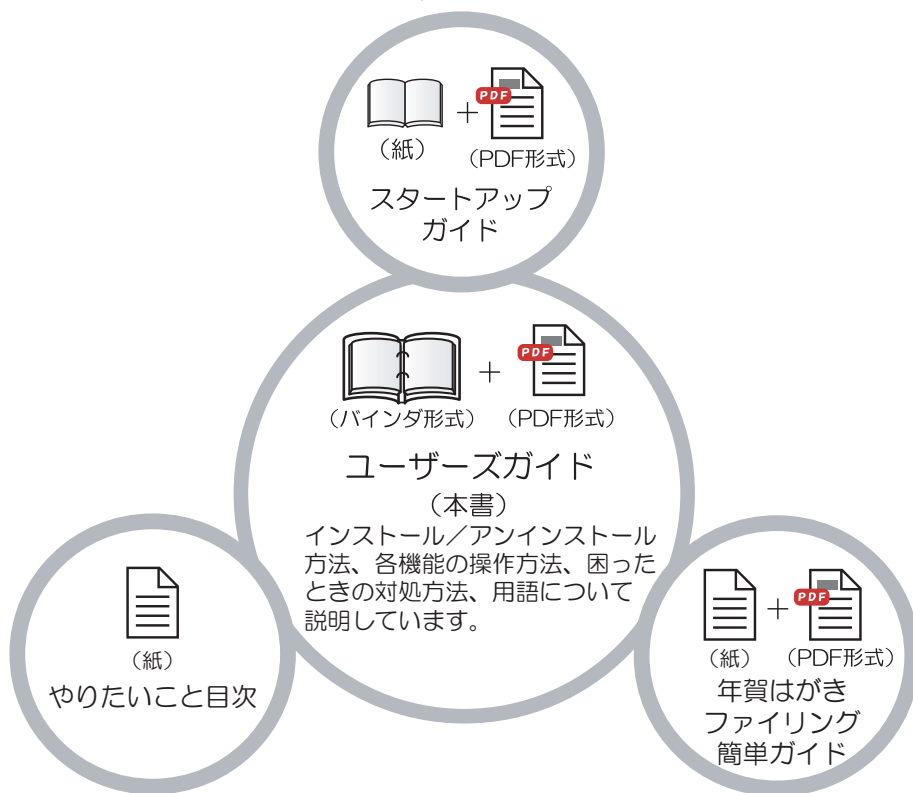 PDF
+
（紙）
（PDF形式）
スタートアップ
ガイド
PDF
+
（バインダ形式）
（PDF形式）
ユーザーズガイド
（本書）
インストール／アンインストール
方法、各機能の操作方法、困った
ときの対処方法、用語について
説明しています。
（紙）
やりたいこと目次
PDF
+
（紙）
（PDF形式）
年賀はがき
ファイリング
簡単ガイド